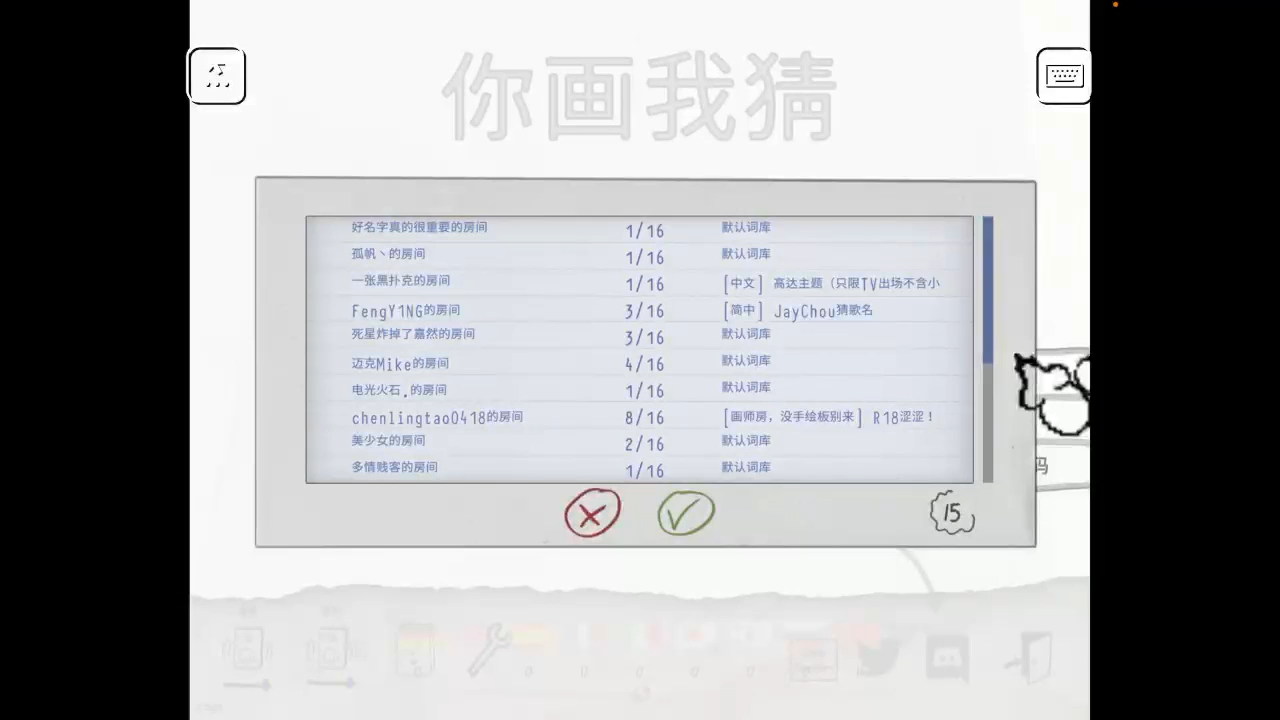 你画我猜
好名字真的很重要的房间 1/16 默认词库
孤帆丶的房间 1/16 默认词库
一张黑扑克的房间 1/16 [中文] 高达主题（只限TV出场不含小
FengY1NG的房间 3/16 [简中] JayChou猜歌名
死星炸掉了嘉然的房间 3/16 默认词库
迈克Mike的房间 4/16 默认词库
电光火石.的房间 1/16 默认词库
chenlingtao0418的房间 8/16 [画师房，没手绘板别来] R18涩涩！
美少女的房间 2/16 默认词库
多情贱客的房间 1/16 默认词库
码
15